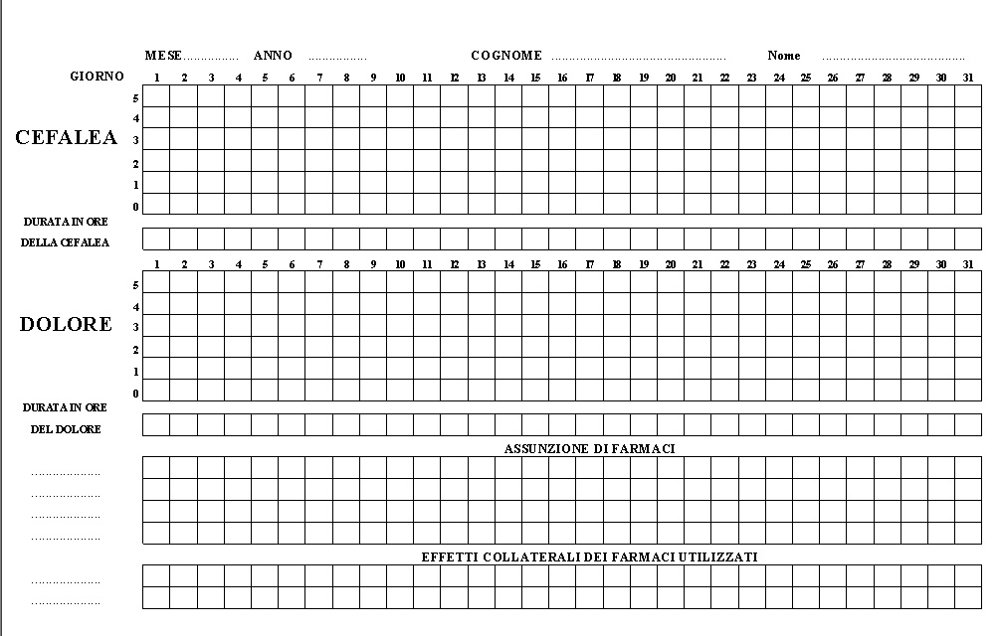 MESE............... ANNO ................ COGNOME ................................................ Nome .......................................
GIORNO 1 2 3 4 5 6 7 8 9 10 11 12 13 14 15 16 17 18 19 20 21 22 23 24 25 26 27 28 29 30 31
5
4
CEFALEA 3
2
1
0
DURATA IN ORE
DELLA CEFALEA
1 2 3 4 5 6 7 8 9 10 11 12 13 14 15 16 17 18 19 20 21 22 23 24 25 26 27 28 29 30 31
5
4
DOLORE 3
2
1
0
DURATA IN ORE
DEL DOLORE
ASSUNZIONE DI FARMACI
...................
...................
...................
...................
EFFETTI COLLATERALI DEI FARMACI UTILIZZATI
...................
...................